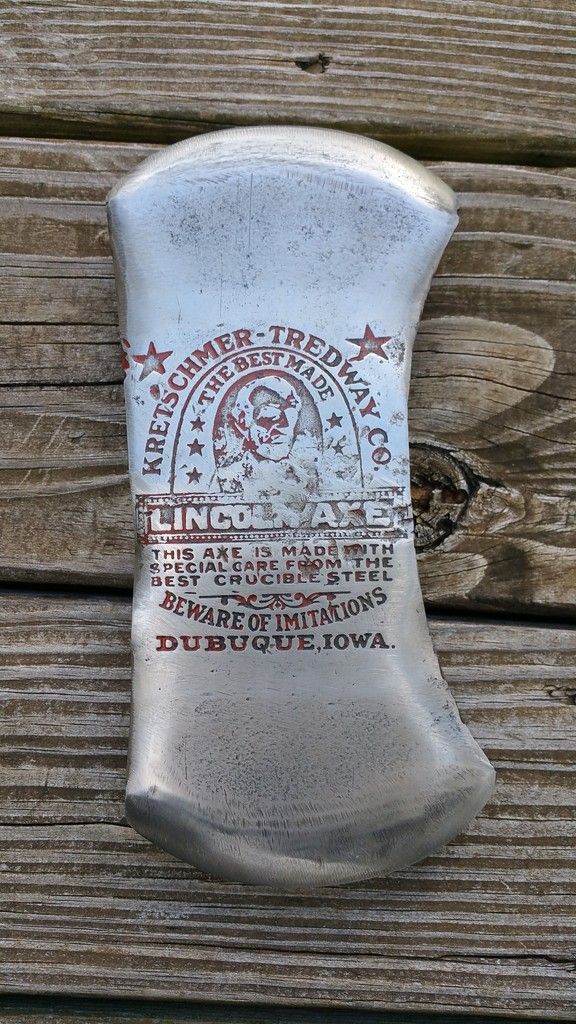 KRETSCHMER-TREDWAY CO.
THE BEST MADE
LINCOLN AXE
THIS AXE IS MADE WITH
SPECIAL CARE FROM THE
BEST CRUCIBLE STEEL
BEWARE OF IMITATIONS
DUBUQUE, IOWA.